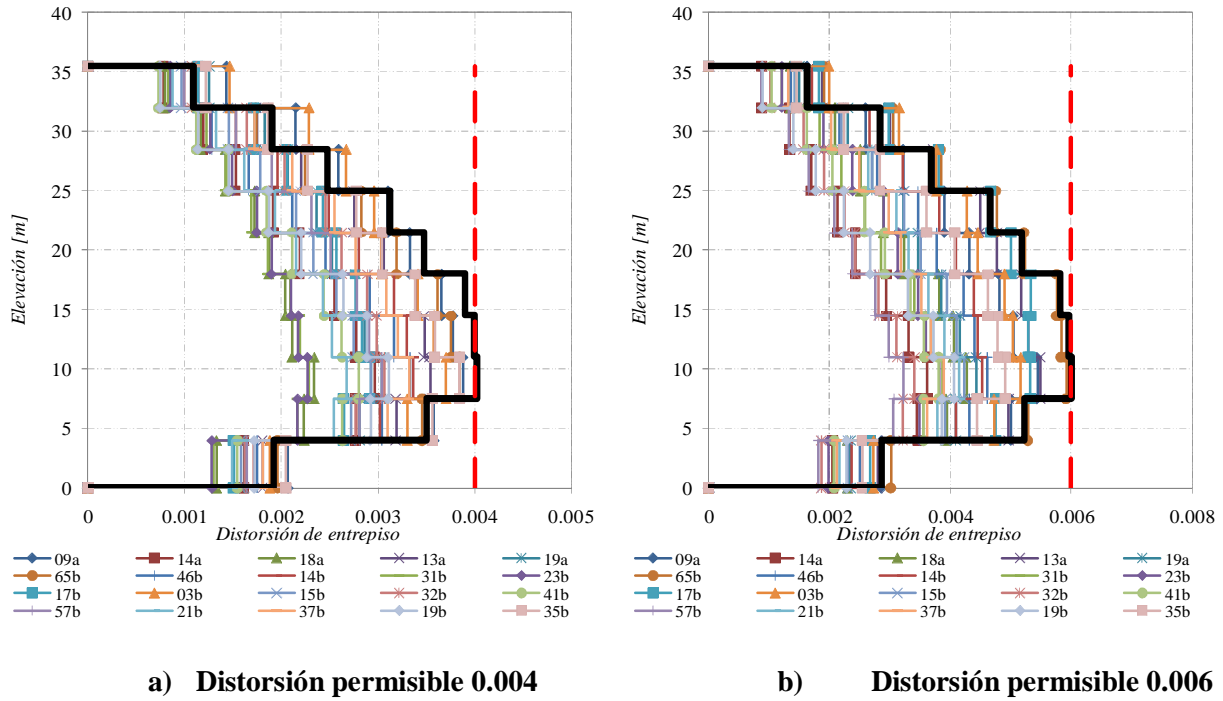 40
35
30
25
20
15
10
5
0
Elevación [m]
0 0.001 0.002 0.003 0.004 0.005
Distorsión de entrepiso
09a 14a 18a 13a 19a
65b 46b 14b 31b 23b
17b 03b 15b 32b 41b
57b 21b 37b 19b 35b
a) Distorsión permisible 0.004
40
35
30
25
20
15
10
5
0
Elevación [m]
0 0.002 0.004 0.006 0.008
Distorsión de entrepiso
09a 14a 18a 13a 19a
65b 46b 14b 31b 23b
17b 03b 15b 32b 41b
57b 21b 37b 19b 35b
b) Distorsión permisible 0.006